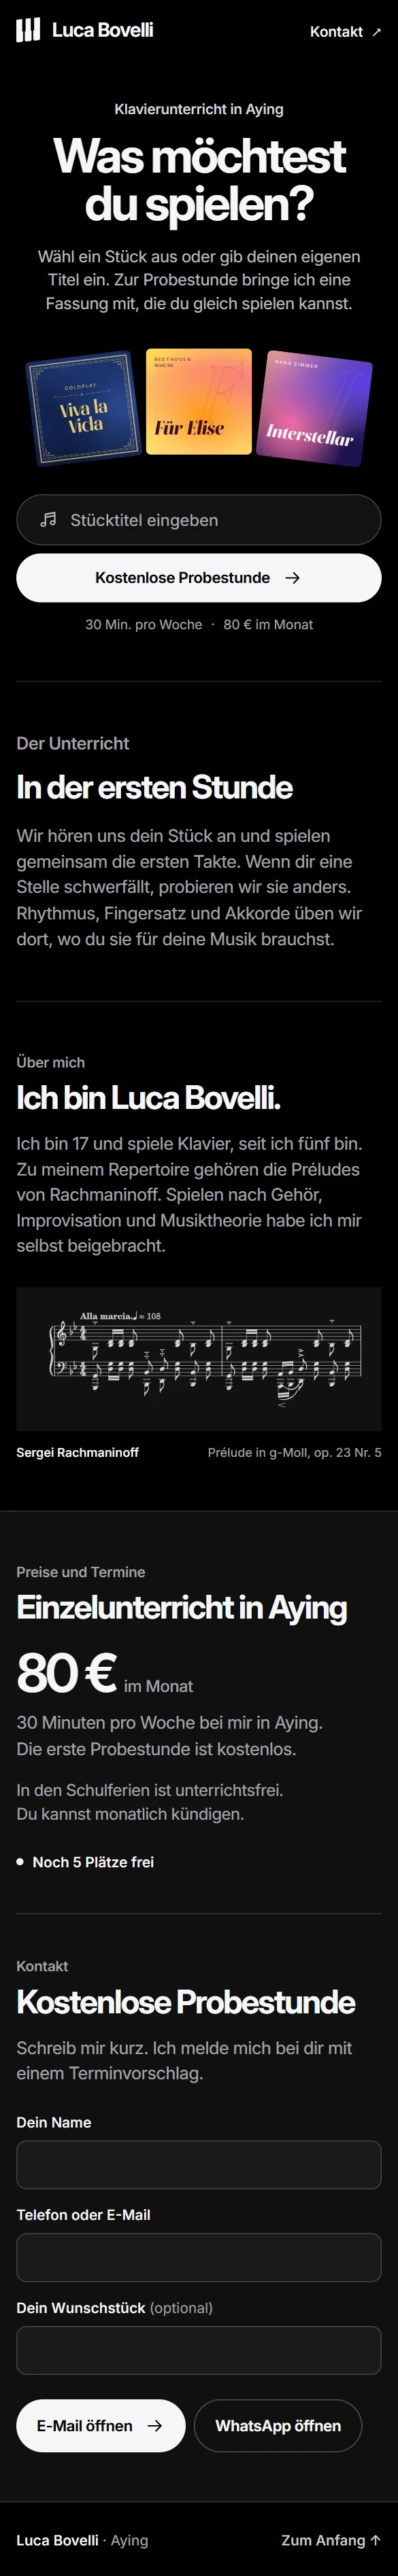 Luca Bovelli
Kontakt ↗
Klavierunterricht in Aying
Was möchtest
du spielen?
Wähl ein Stück aus oder gib deinen eigenen
Titel ein. Zur Probestunde bringe ich eine
Fassung mit, die du gleich spielen kannst.
COLDPLAY
Viva la
Vida
BEETHOVEN
WoO 59
Für Elise
HANS ZIMMER
Interstellar
Stücktitel eingeben
Kostenlose Probestunde →
30 Min. pro Woche · 80 € im Monat
Der Unterricht
In der ersten Stunde
Wir hören uns dein Stück an und spielen
gemeinsam die ersten Takte. Wenn dir eine
Stelle schwerfällt, probieren wir sie anders.
Rhythmus, Fingersatz und Akkorde üben wir
dort, wo du sie für deine Musik brauchst.
Über mich
Ich bin Luca Bovelli.
Ich bin 17 und spiele Klavier, seit ich fünf bin.
Zu meinem Repertoire gehören die Préludes
von Rachmaninoff. Spielen nach Gehör,
Improvisation und Musiktheorie habe ich mir
selbst beigebracht.
Alla marcia. ♩ = 108
Sergei Rachmaninoff
Prélude in g-Moll, op. 23 Nr. 5
Preise und Termine
Einzelunterricht in Aying
80 € im Monat
30 Minuten pro Woche bei mir in Aying.
Die erste Probestunde ist kostenlos.
In den Schulferien ist unterrichtsfrei.
Du kannst monatlich kündigen.
Noch 5 Plätze frei
Kontakt
Kostenlose Probestunde
Schreib mir kurz. Ich melde mich bei dir mit
einem Terminvorschlag.
Dein Name
Telefon oder E-Mail
Dein Wunschstück (optional)
E-Mail öffnen →
WhatsApp öffnen
Luca Bovelli · Aying
Zum Anfang ↑